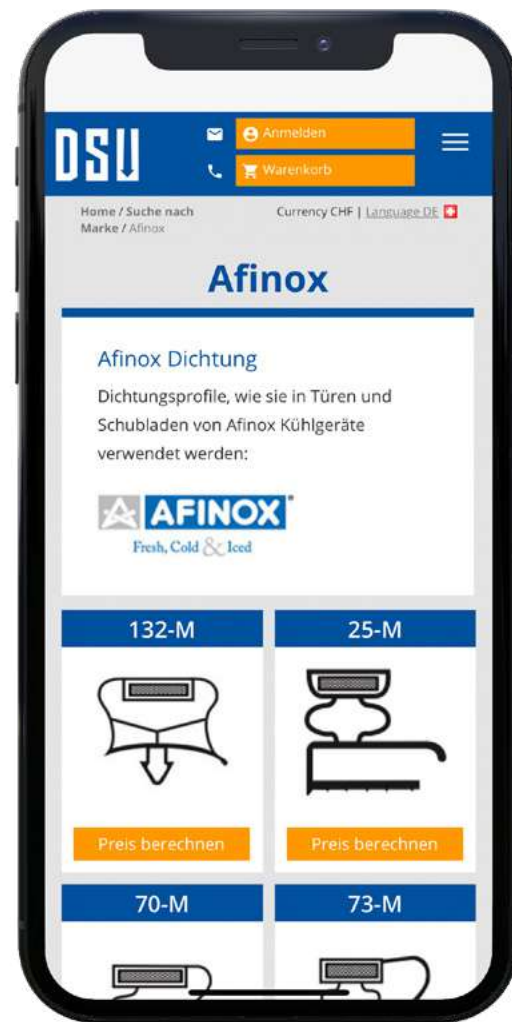 DSU
Anmelden
Warenkorb
Home / Suche nach
Marke / Afinox
Currency CHF | Language DE
Afinox
Afinox Dichtung
Dichtungsprofile, wie sie in Türen und
Schubladen von Afinox Kühlgeräte
verwendet werden:
AFINOX®
Fresh, Cold & Iced
132-M
25-M
Preis berechnen
Preis berechnen
70-M
73-M